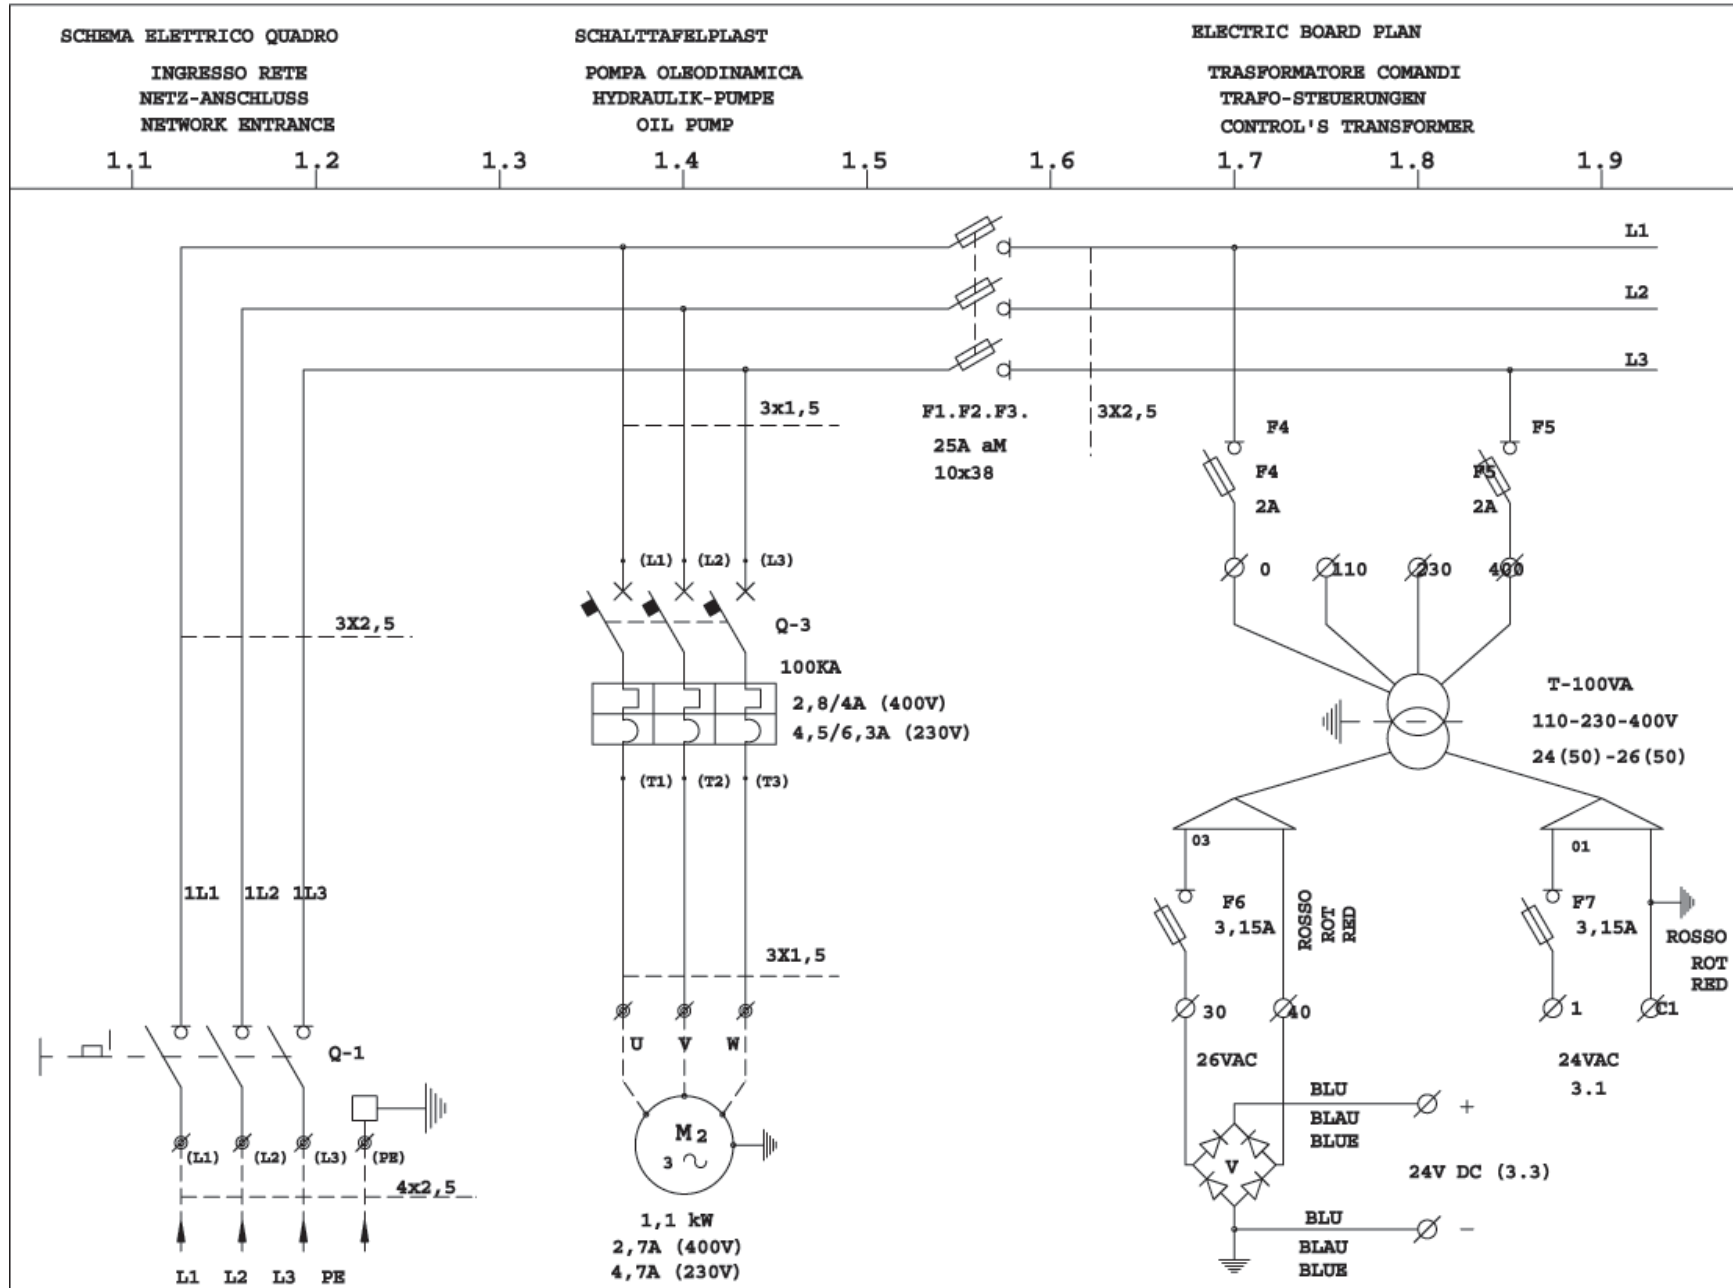 SCHEMA ELETTRICO QUADRO
SCHALTTAFELPLAST
ELECTRIC BOARD PLAN
INGRESSO RETE
NETZ-ANSCHLUSS
NETWORK ENTRANCE
POMPA OLEODINAMICA
HYDRAULIK-PUMPE
OIL PUMP
TRASFORMATORE COMANDI
TRAFO-STEUERUNGEN
CONTROL'S TRANSFORMER
1.1 1.2 1.3 1.4 1.5 1.6 1.7 1.8 1.9
L1
L2
L3
3x1,5
F1.F2.F3.
25A aM
10x38
3X2,5
F4
F4
2A
F5
F5
2A
0 110 230 400
(L1) (L2) (L3)
Q-3
100KA
2,8/4A (400V)
4,5/6,3A (230V)
(T1) (T2) (T3)
3X2,5
T-100VA
110-230-400V
24(50)-26(50)
03
F6
3,15A
ROSSO
ROT
RED
01
F7
3,15A
ROSSO
ROT
RED
1L1 1L2 1L3
3X1,5
30 40
1 C1
26VAC
24VAC
3.1
U V W
Q-1
M2
3
1,1 kW
2,7A (400V)
4,7A (230V)
(L1) (L2) (L3) (PE)
4x2,5
L1 L2 L3 PE
BLU
BLAU
BLUE
+
V
24V DC (3.3)
BLU
BLAU
BLUE
−